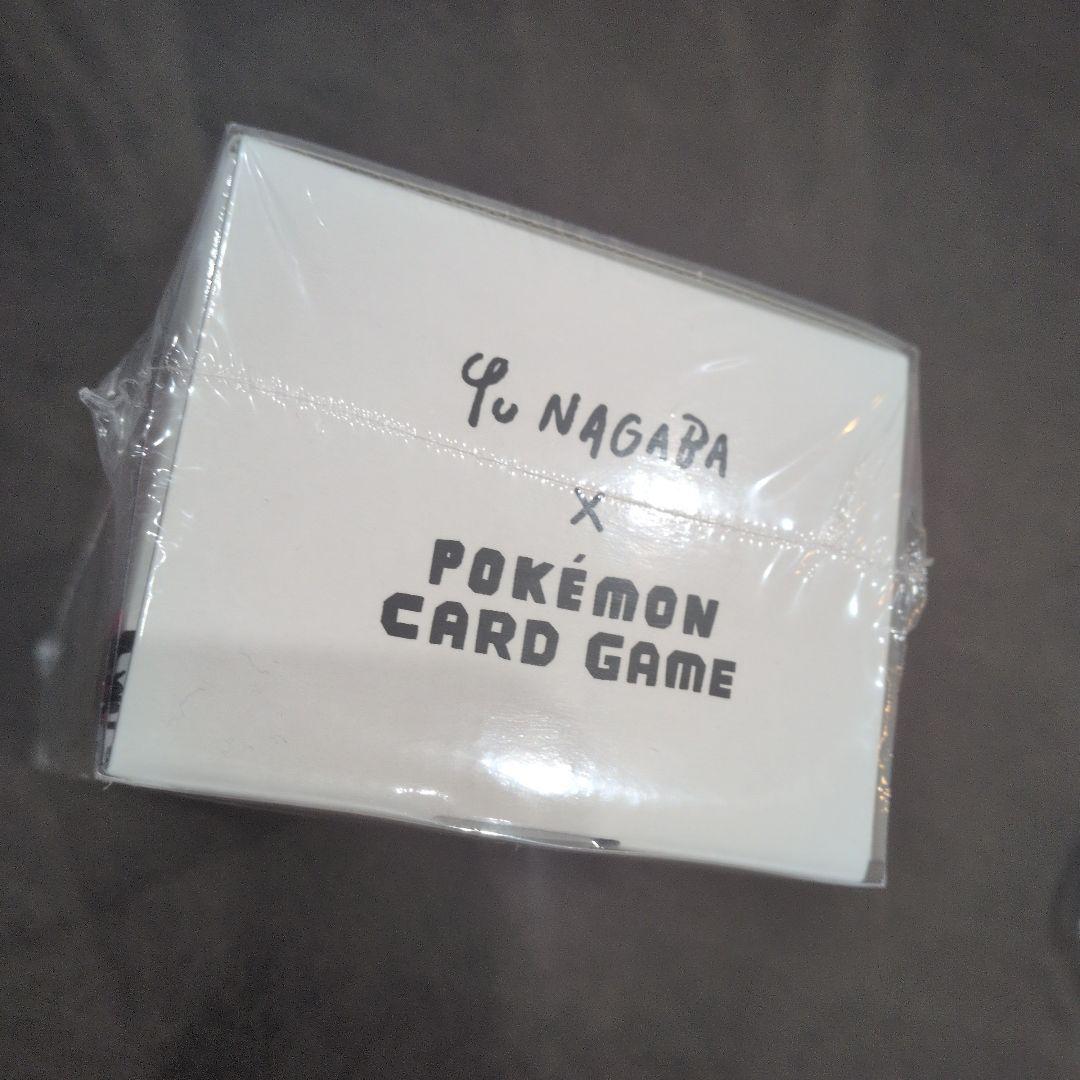 Yu NAGABA
X
POKÉMON
CARD GAME